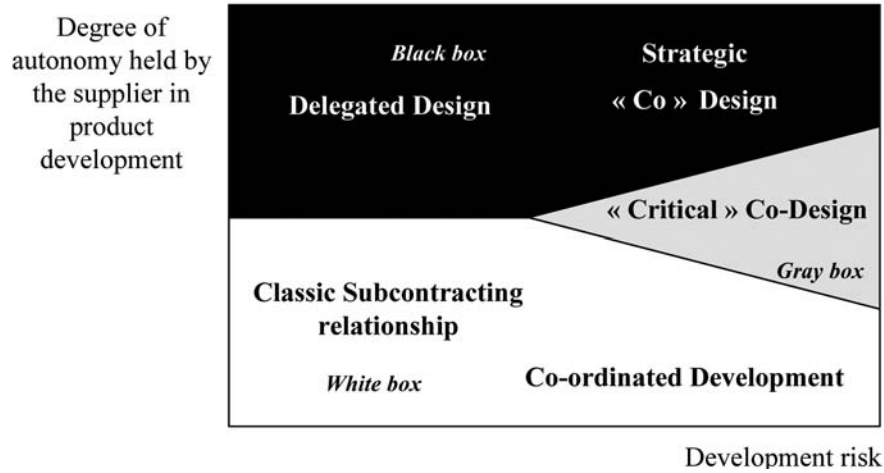 Degree of
autonomy held by
the supplier in
product
development
Black box
Strategic
Delegated Design
« Co » Design
« Critical » Co-Design
Gray box
Classic Subcontracting
relationship
White box
Co-ordinated Development
Development risk